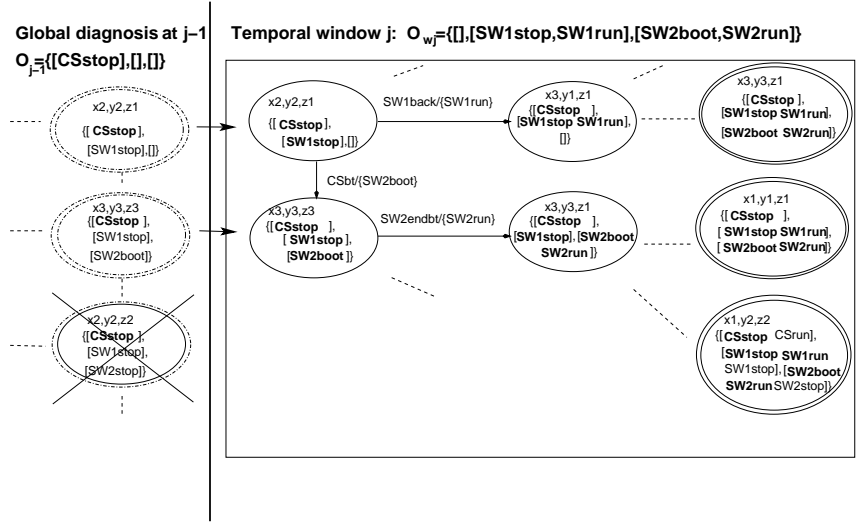 Global diagnosis at j–1
O j–1={[CSstop],[],[]}
Temporal window j: O wj={[],[SW1stop,SW1run],[SW2boot,SW2run]}
x2,y2,z1
{[ CSstop],
[SW1stop],[]}
x3,y3,z3
{[CSstop ],
[SW1stop],
[SW2boot]}
x2,y2,z2
{[CSstop ],
[SW1stop],
[SW2stop]}
x2,y2,z1
{[ CSstop],
[SW1stop],[]}
SW1back/{SW1run}
x3,y1,z1
{[CSstop ],
[SW1stop SW1run],
[]}
x3,y3,z1
{[CSstop ],
[SW1stop SW1run],
[SW2boot SW2run]}
CSbt/{SW2boot}
x3,y3,z3
{[CSstop ],
[ SW1stop ],
[SW2boot ]}
SW2endbt/{SW2run}
x3,y3,z1
{[CSstop ],
[SW1stop], [SW2boot
SW2run ]}
x1,y1,z1
{[CSstop ],
[ SW1stop SW1run],
[ SW2boot SW2run]}
x1,y2,z2
{[CSstop CSrun],
[SW1stop SW1run
SW1stop], [SW2boot
SW2run SW2stop]}